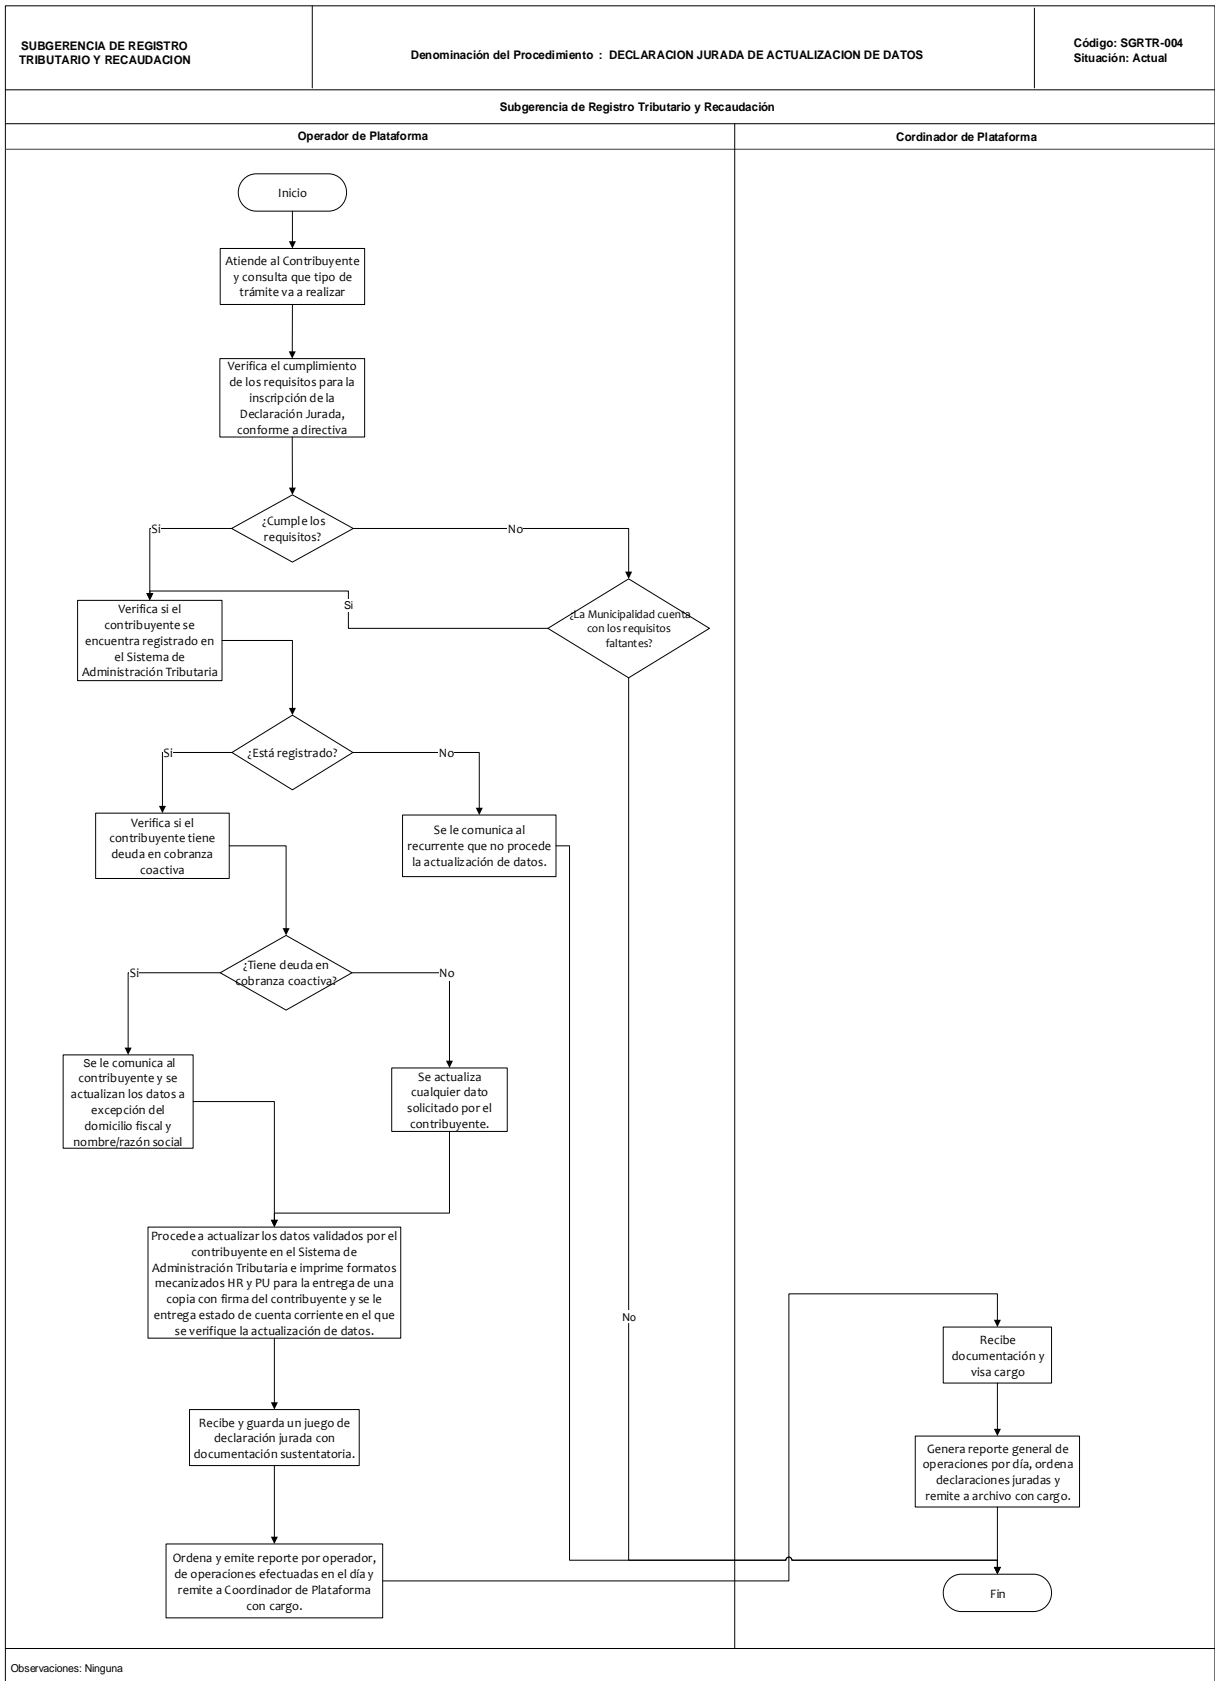 SUBGERENCIA DE REGISTRO
TRIBUTARIO Y RECAUDACION
Denominación del Procedimiento : DECLARACION JURADA DE ACTUALIZACION DE DATOS
Código: SGRTR-004
Situación: Actual
Subgerencia de Registro Tributario y Recaudación
Operador de Plataforma
Cordinador de Plataforma
Inicio
Atiende al Contribuyente
y consulta que tipo de
trámite va a realizar
Verifica el cumplimiento
de los requisitos para la
inscripción de la
Declaración Jurada,
conforme a directiva
¿Cumple los
requisitos?
Si
No
¿La Municipalidad cuenta
con los requisitos
faltantes?
Si
Verifica si el
contribuyente se
encuentra registrado en
el Sistema de
Administración Tributaria
¿Está registrado?
Si
No
Verifica si el
contribuyente tiene
deuda en cobranza
coactiva
Se le comunica al
recurrente que no procede
la actualización de datos.
¿Tiene deuda en
cobranza coactiva?
Si
No
Se le comunica al
contribuyente y se
actualizan los datos a
excepción del
domicilio fiscal y
nombre/razón social
Se actualiza
cualquier dato
solicitado por el
contribuyente.
Procede a actualizar los datos validados por el
contribuyente en el Sistema de
Administración Tributaria e imprime formatos
mecanizados HR y PU para la entrega de una
copia con firma del contribuyente y se le
entrega estado de cuenta corriente en el que
se verifique la actualización de datos.
No
Recibe
documentación y
visa cargo
Recibe y guarda un juego de
declaración jurada con
documentación sustentatoria.
Genera reporte general de
operaciones por día, ordena
declaraciones juradas y
remite a archivo con cargo.
Ordena y emite reporte por operador,
de operaciones efectuadas en el día y
remite a Coordinador de Plataforma
con cargo.
Fin
Observaciones: Ninguna